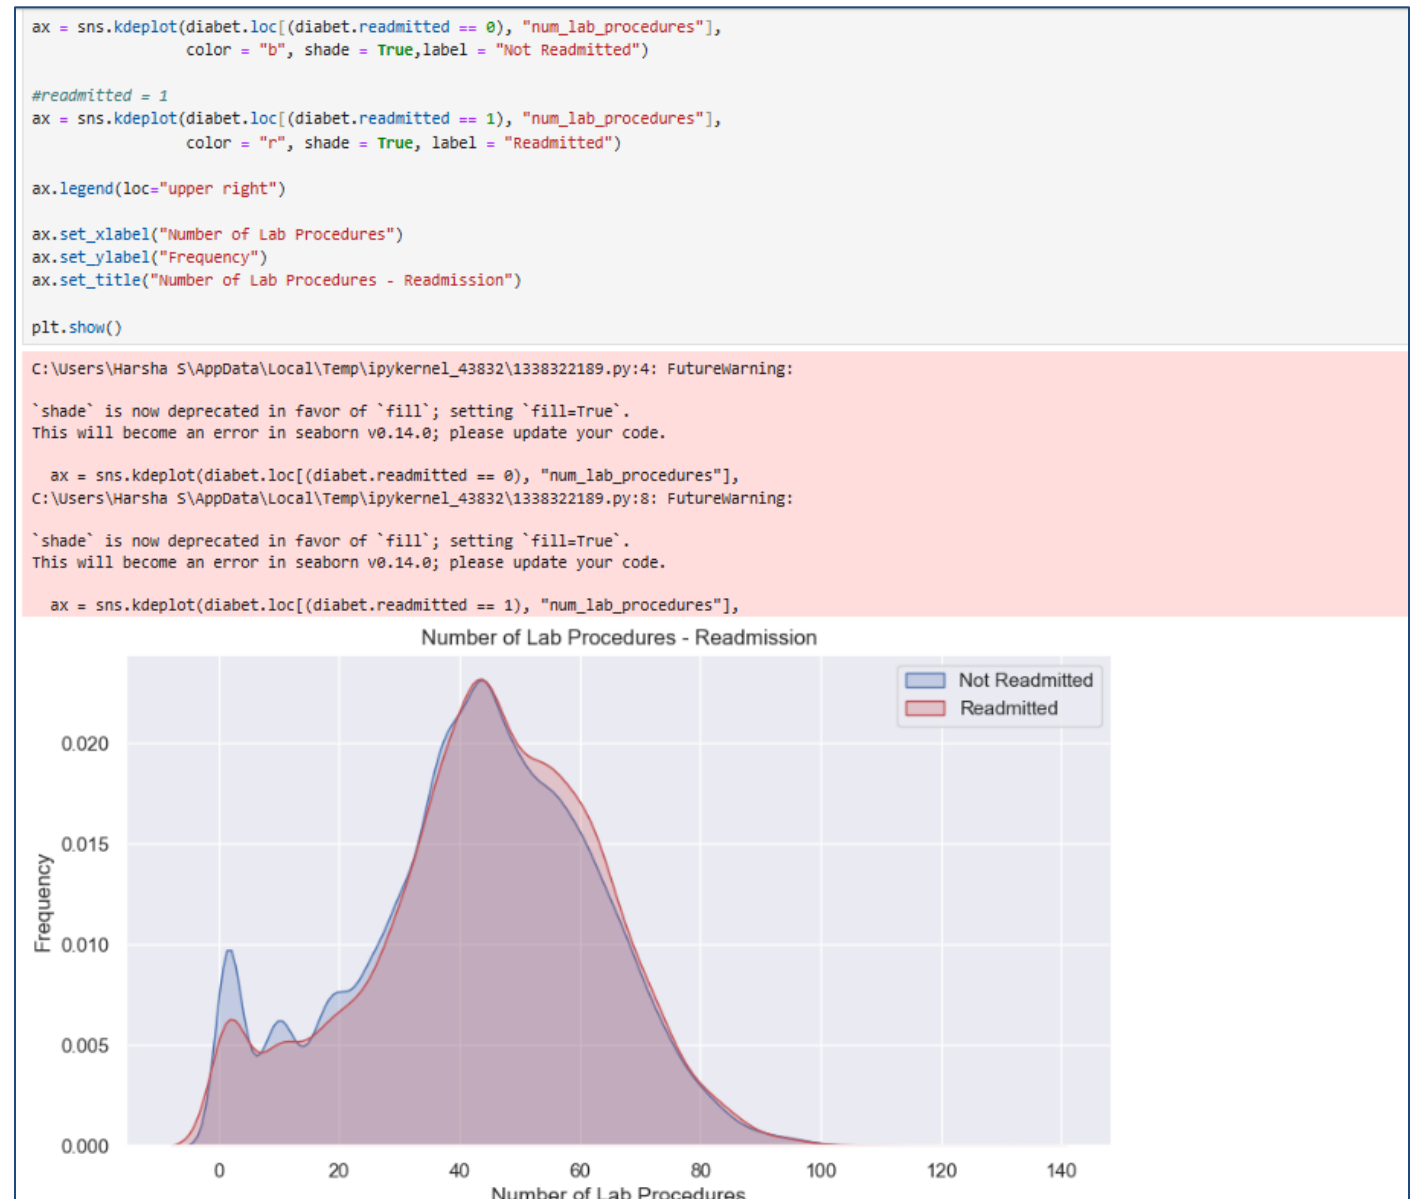 ax = sns.kdeplot(diabet.loc[(diabet.readmitted == 0), "num_lab_procedures"],
color = "b", shade = True,label = "Not Readmitted")
#readmitted = 1
ax = sns.kdeplot(diabet.loc[(diabet.readmitted == 1), "num_lab_procedures"],
color = "r", shade = True, label = "Readmitted")
ax.legend(loc="upper right")
ax.set_xlabel("Number of Lab Procedures")
ax.set_ylabel("Frequency")
ax.set_title("Number of Lab Procedures - Readmission")
plt.show()
C:\Users\Harsha S\AppData\Local\Temp\ipykernel_43832\1338322189.py:4: FutureWarning:
`shade` is now deprecated in favor of `fill`; setting `fill=True`.
This will become an error in seaborn v0.14.0; please update your code.
ax = sns.kdeplot(diabet.loc[(diabet.readmitted == 0), "num_lab_procedures"],
C:\Users\Harsha S\AppData\Local\Temp\ipykernel_43832\1338322189.py:8: FutureWarning:
`shade` is now deprecated in favor of `fill`; setting `fill=True`.
This will become an error in seaborn v0.14.0; please update your code.
ax = sns.kdeplot(diabet.loc[(diabet.readmitted == 1), "num_lab_procedures"],
Number of Lab Procedures - Readmission
Not Readmitted
Readmitted
0.020
0.015
Frequency
0.010
0.005
0.000
0 20 40 60 80 100 120 140
Number of Lab Procedures